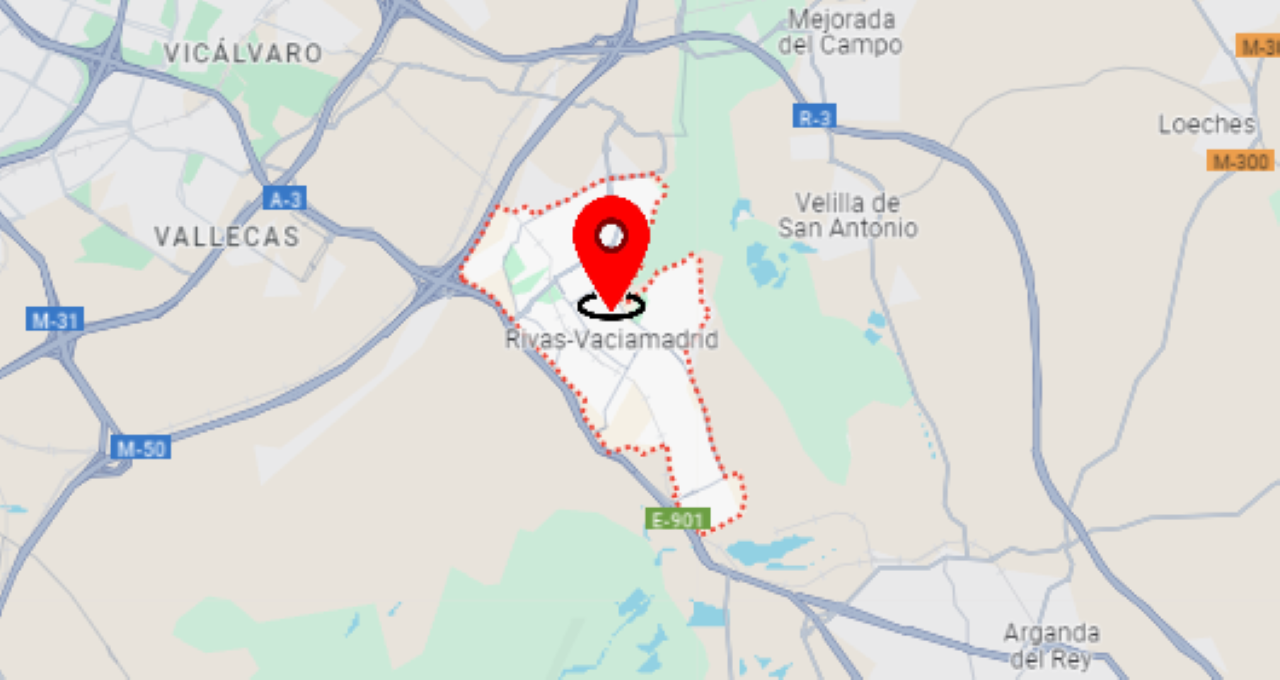 Mejorada
del Campo
VICÁLVARO
R-3
Loeches
M-300
A-3
Velilla de
San Antonio
VALLECAS
M-31
Rivas-Vaciamadrid
M-50
E-901
Arganda
del Rey